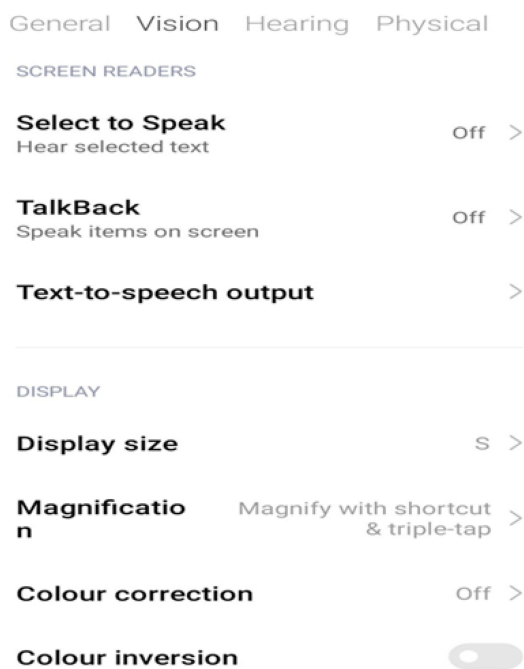 General Vision Hearing Physical
SCREEN READERS
Select to Speak
Hear selected text
Off
TalkBack
Speak items on screen
Off
Text-to-speech output
DISPLAY
Display size
S
Magnificatio
n
Magnify with shortcut
& triple-tap
Colour correction
Off
Colour inversion